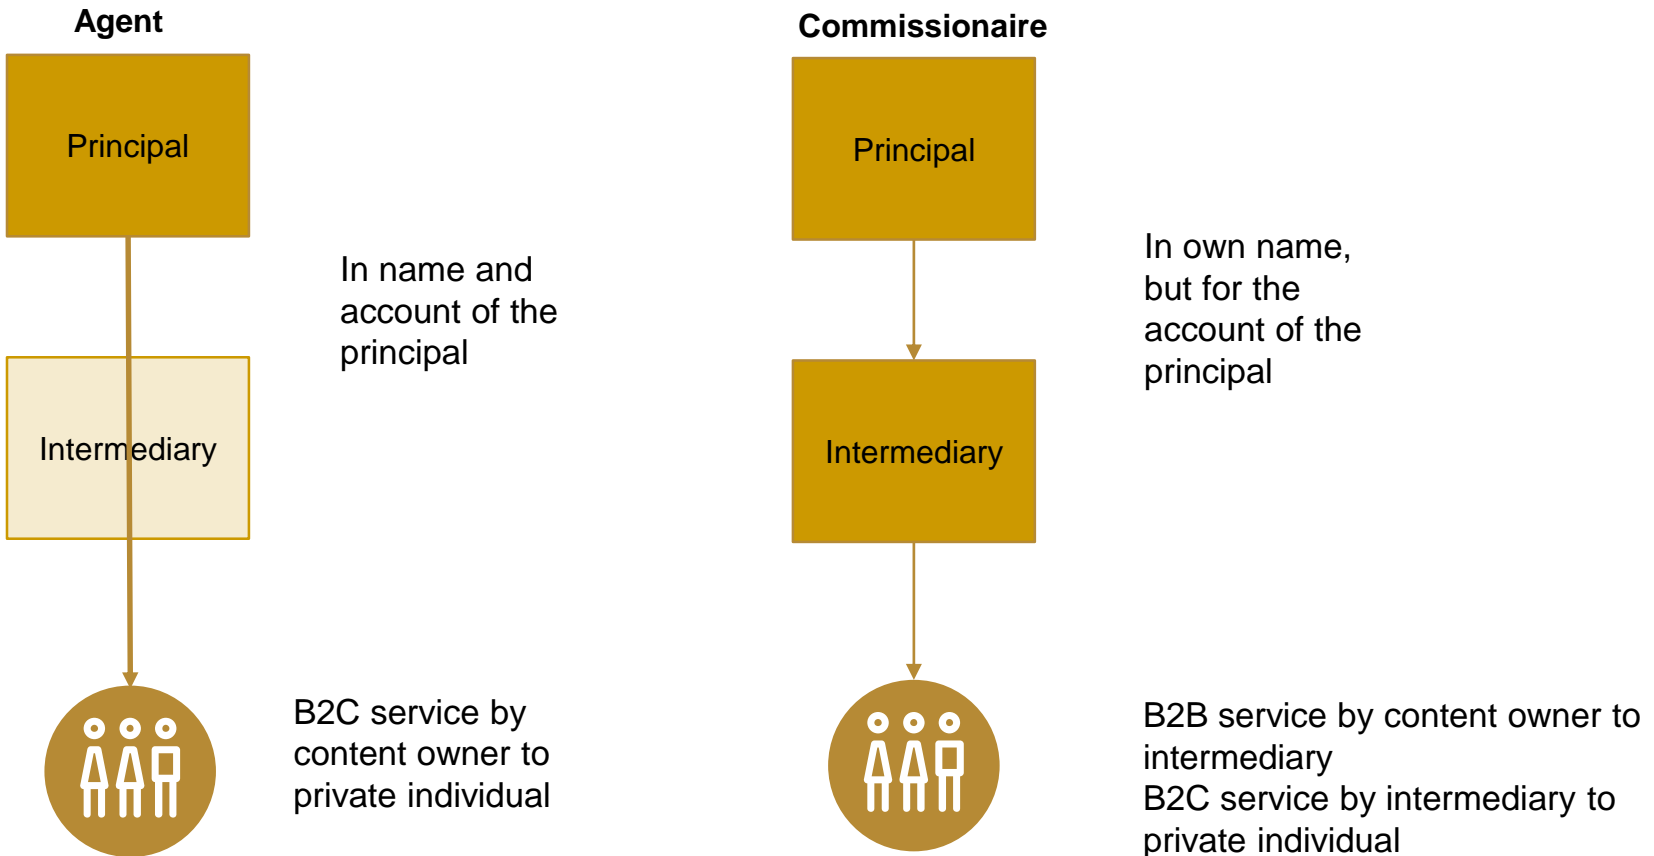 Agent
Principal
In name and
account of the
principal
Intermediary
B2C service by
content owner to
private individual
Commissionaire
Principal
In own name,
but for the
account of the
principal
Intermediary
B2B service by content owner to
intermediary
B2C service by intermediary to
private individual